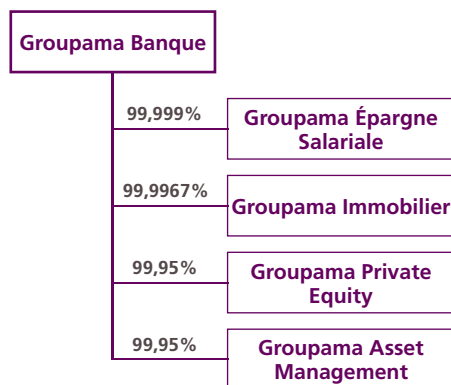 Groupama Banque
99,999%
Groupama Épargne
Salariale
99,9967%
Groupama Immobilier
99,95%
Groupama Private
Equity
99,95%
Groupama Asset
Management